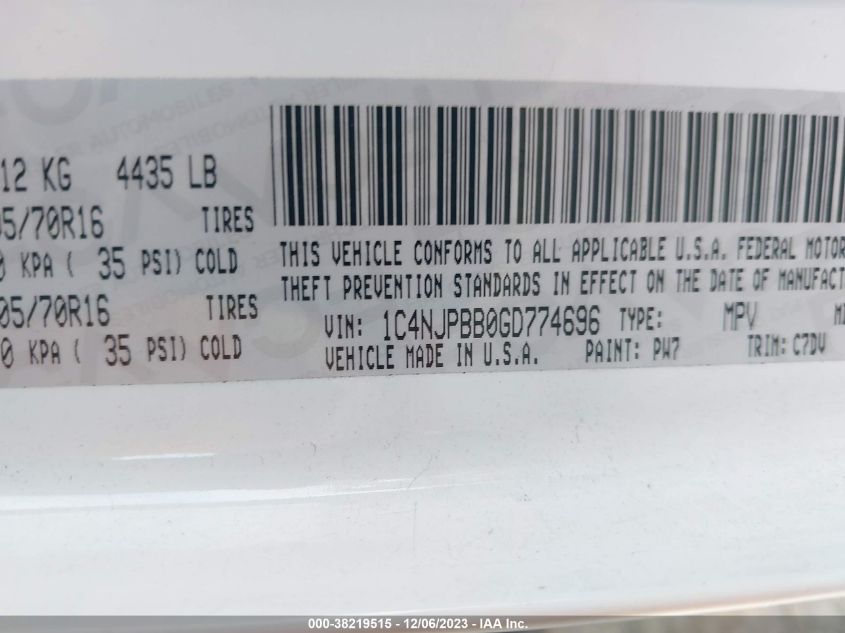 12 KG 4435 LB
05/70R16 TIRES
0 KPA ( 35 PSI) COLD
05/70R16 TIRES
0 KPA ( 35 PSI) COLD
THIS VEHICLE CONFORMS TO ALL APPLICABLE U.S.A. FEDERAL MOTOR
THEFT PREVENTION STANDARDS IN EFFECT ON THE DATE OF MANUFACT
VIN: 1C4NJPBB0GD774696 TYPE: MPV
VEHICLE MADE IN U.S.A. PAINT: PW7 TRIM: C7DV
000-38219515 - 12/06/2023 - IAA Inc.